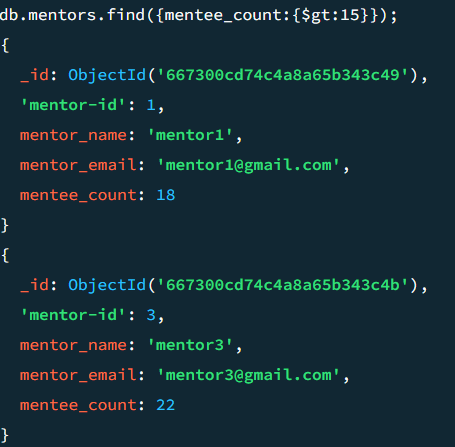 db.mentors.find({mentee_count:{$gt:15}});
{
  _id: ObjectId('667300cd74c4a8a65b343c49'),
  'mentor-id': 1,
  mentor_name: 'mentor1',
  mentor_email: 'mentor1@gmail.com',
  mentee_count: 18
}
{
  _id: ObjectId('667300cd74c4a8a65b343c4b'),
  'mentor-id': 3,
  mentor_name: 'mentor3',
  mentor_email: 'mentor3@gmail.com',
  mentee_count: 22
}